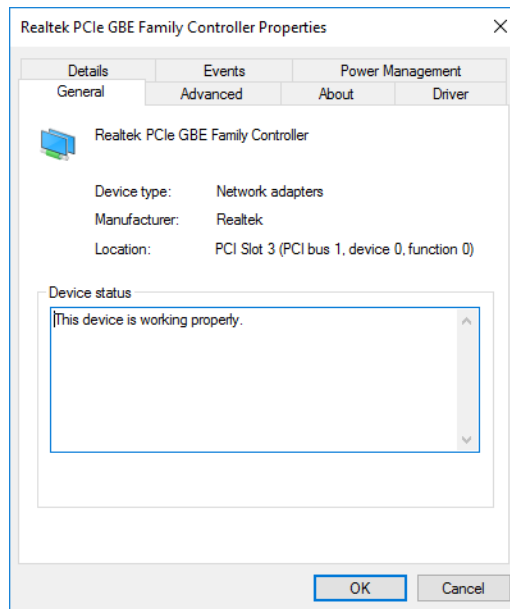 Realtek PCIe GBE Family Controller Properties
Details Events Power Management
General Advanced About Driver
Realtek PCIe GBE Family Controller
Device type: Network adapters
Manufacturer: Realtek
Location: PCI Slot 3 (PCI bus 1, device 0, function 0)
Device status
This device is working properly.
OK Cancel